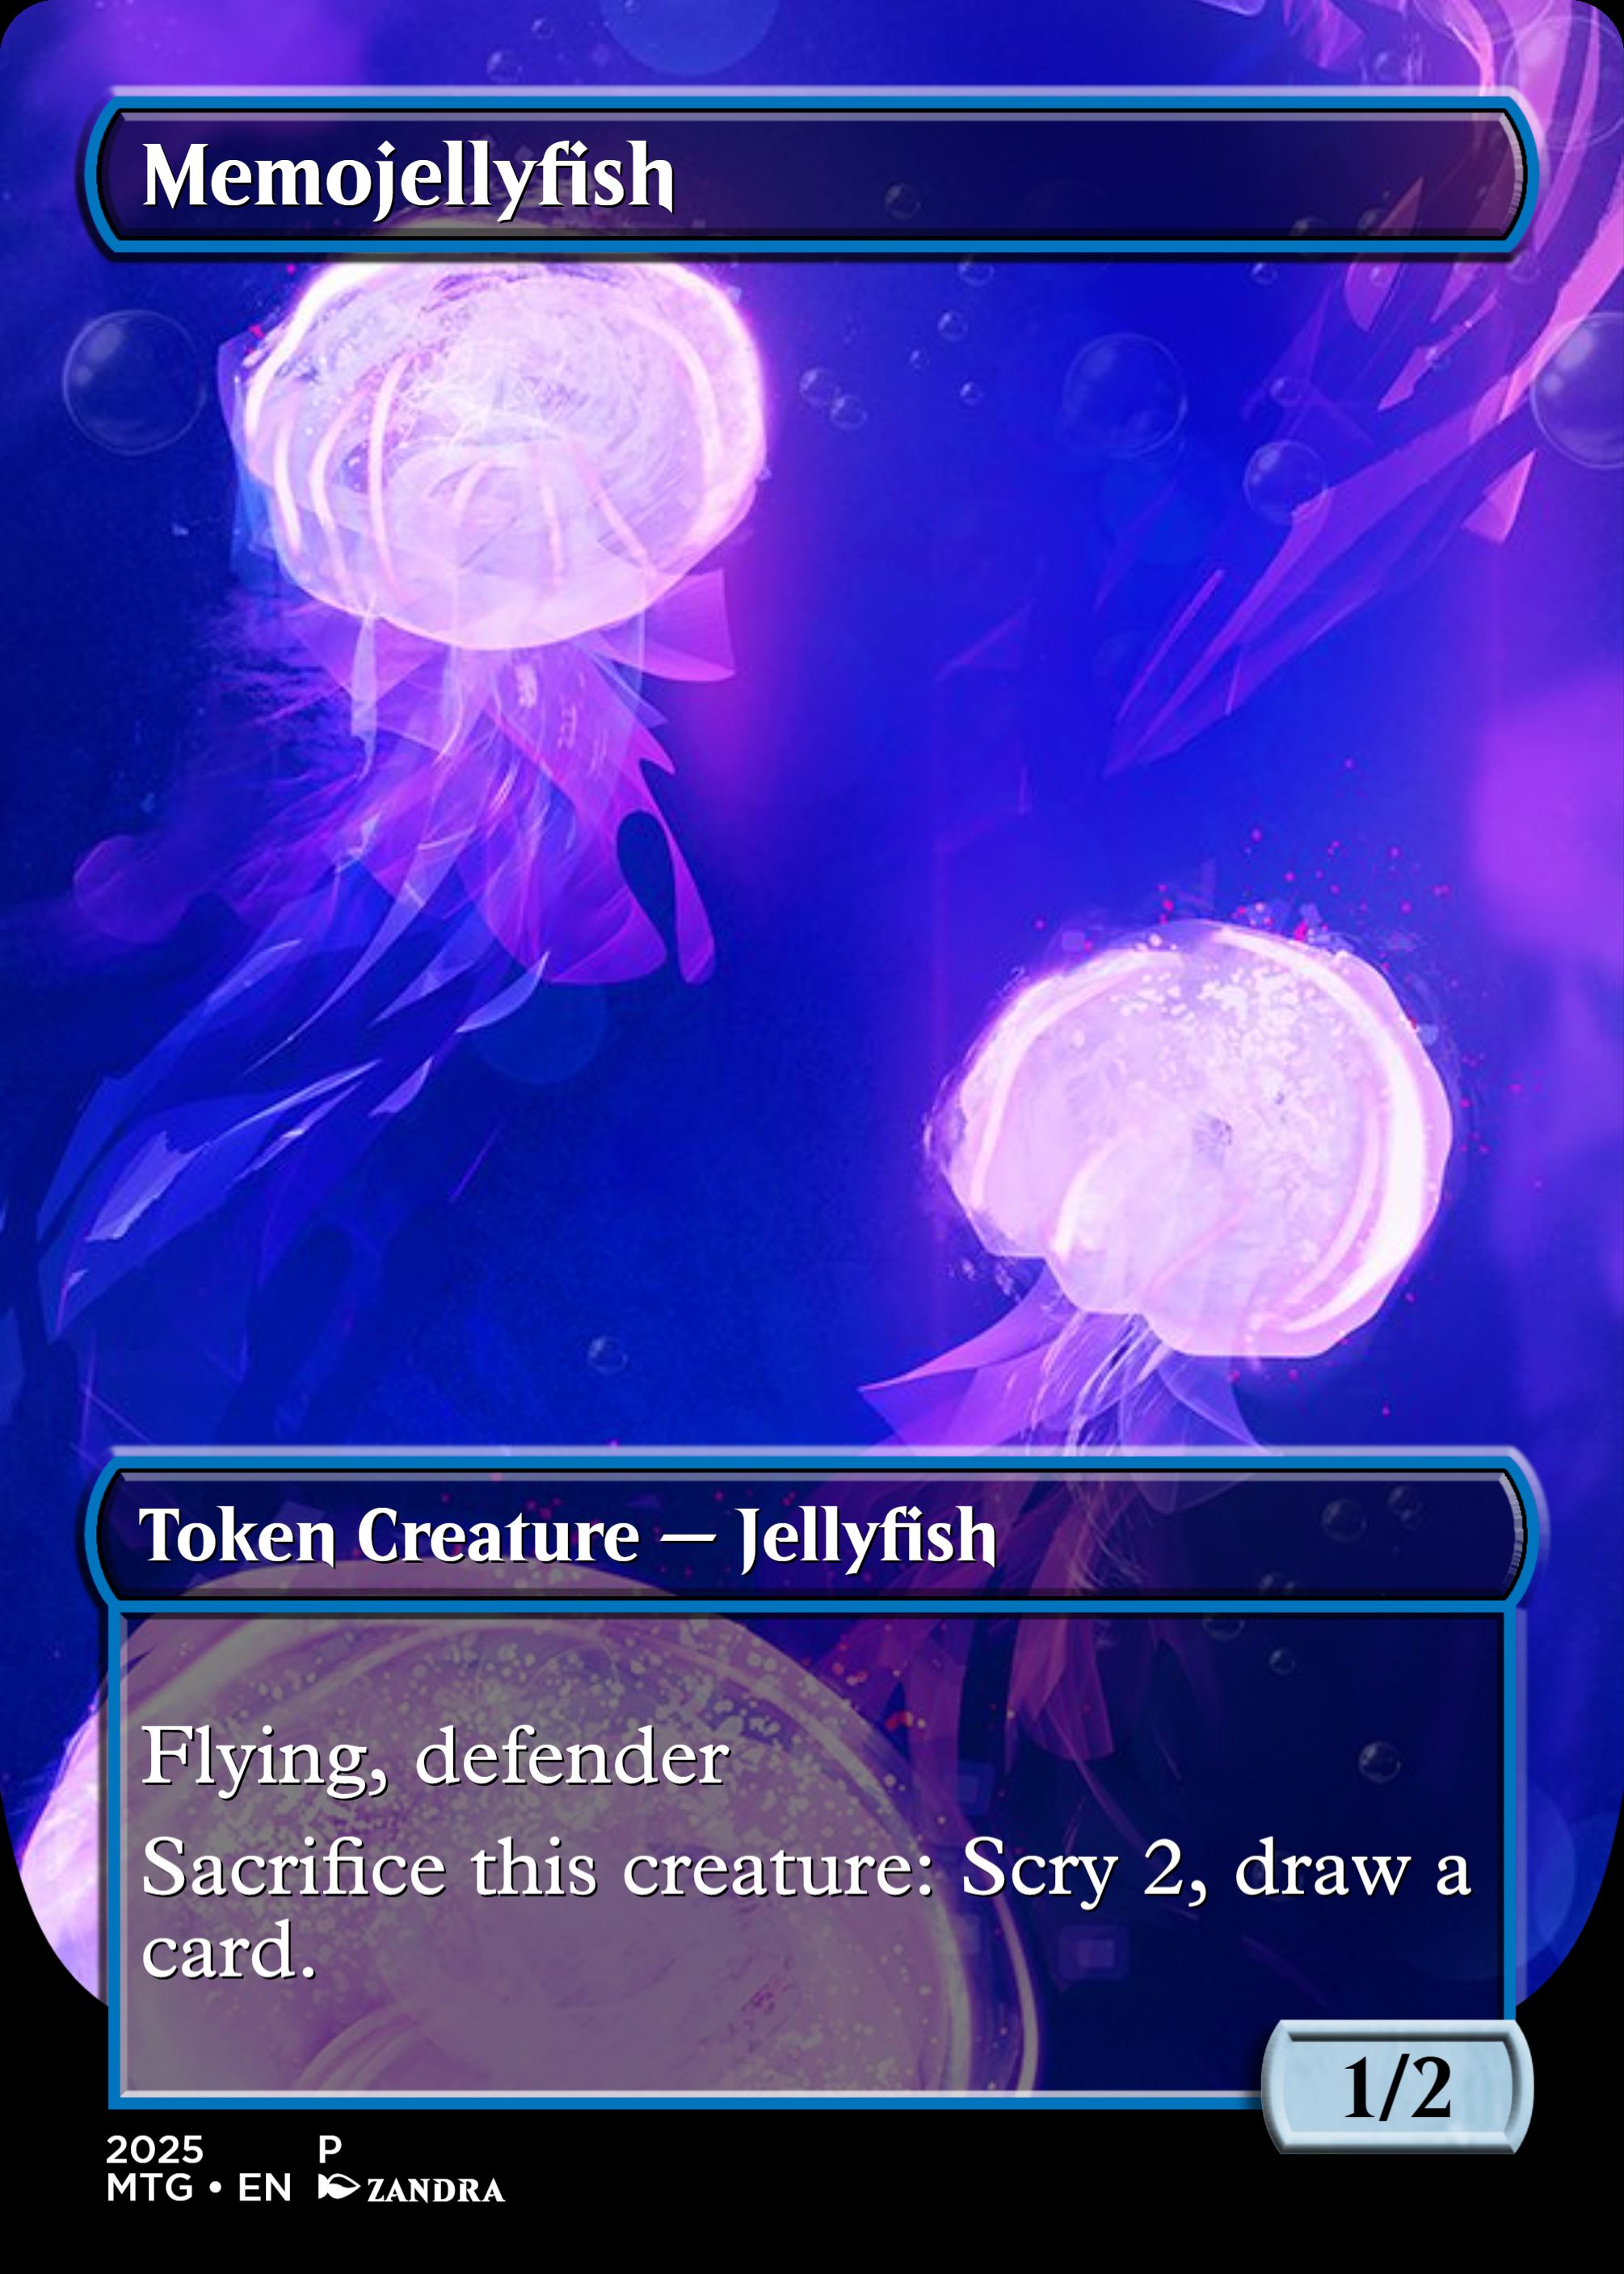 Memojellyfish
Token Creature — Jellyfish
Flying, defender
Sacrifice this creature: Scry 2, draw a
card.
1/2
2025 P
MTG • EN ZANDRA